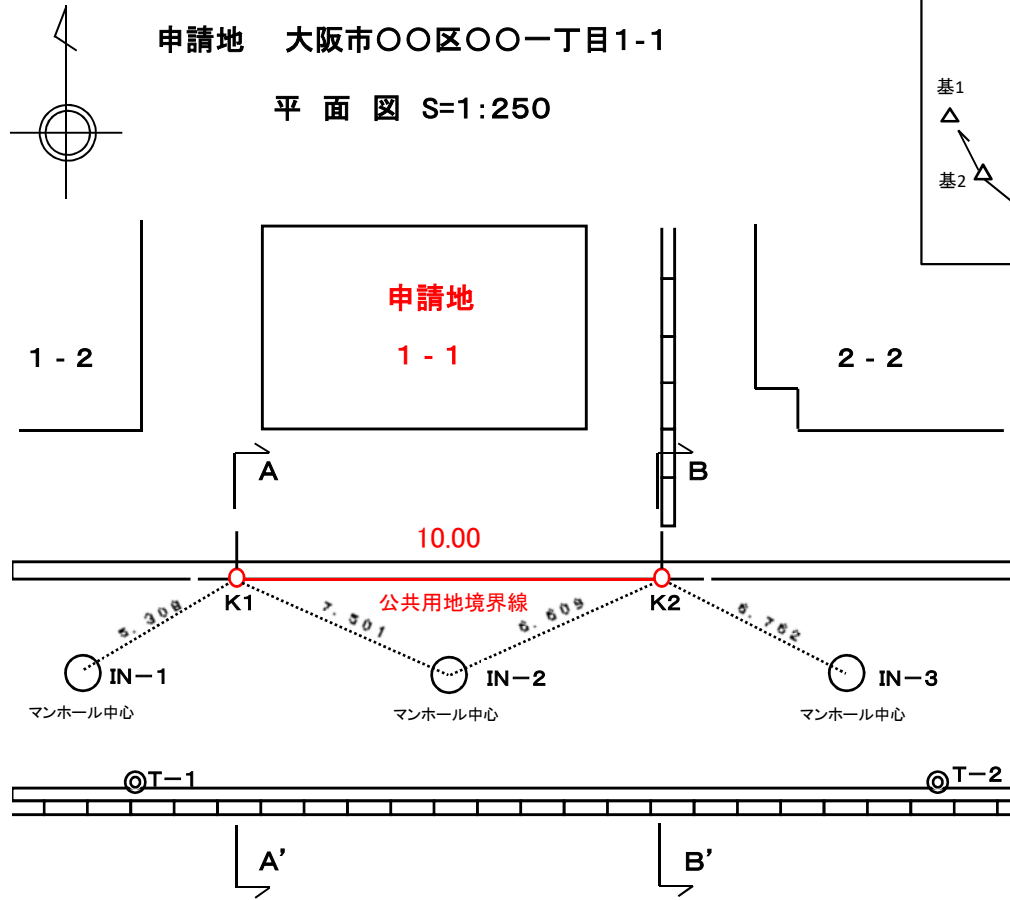 申請地 大阪市〇〇区〇〇一丁目1-1
平 面 図 S=1:250
基1
基2
申請地
1 - 1
1 - 2
2 - 2
A
B
10.00
K1
公共用地境界線
K2
5.309
7.501
6.609
6.762
IN-1
IN-2
IN-3
マンホール中心
マンホール中心
マンホール中心
T-1
T-2
A'
B'